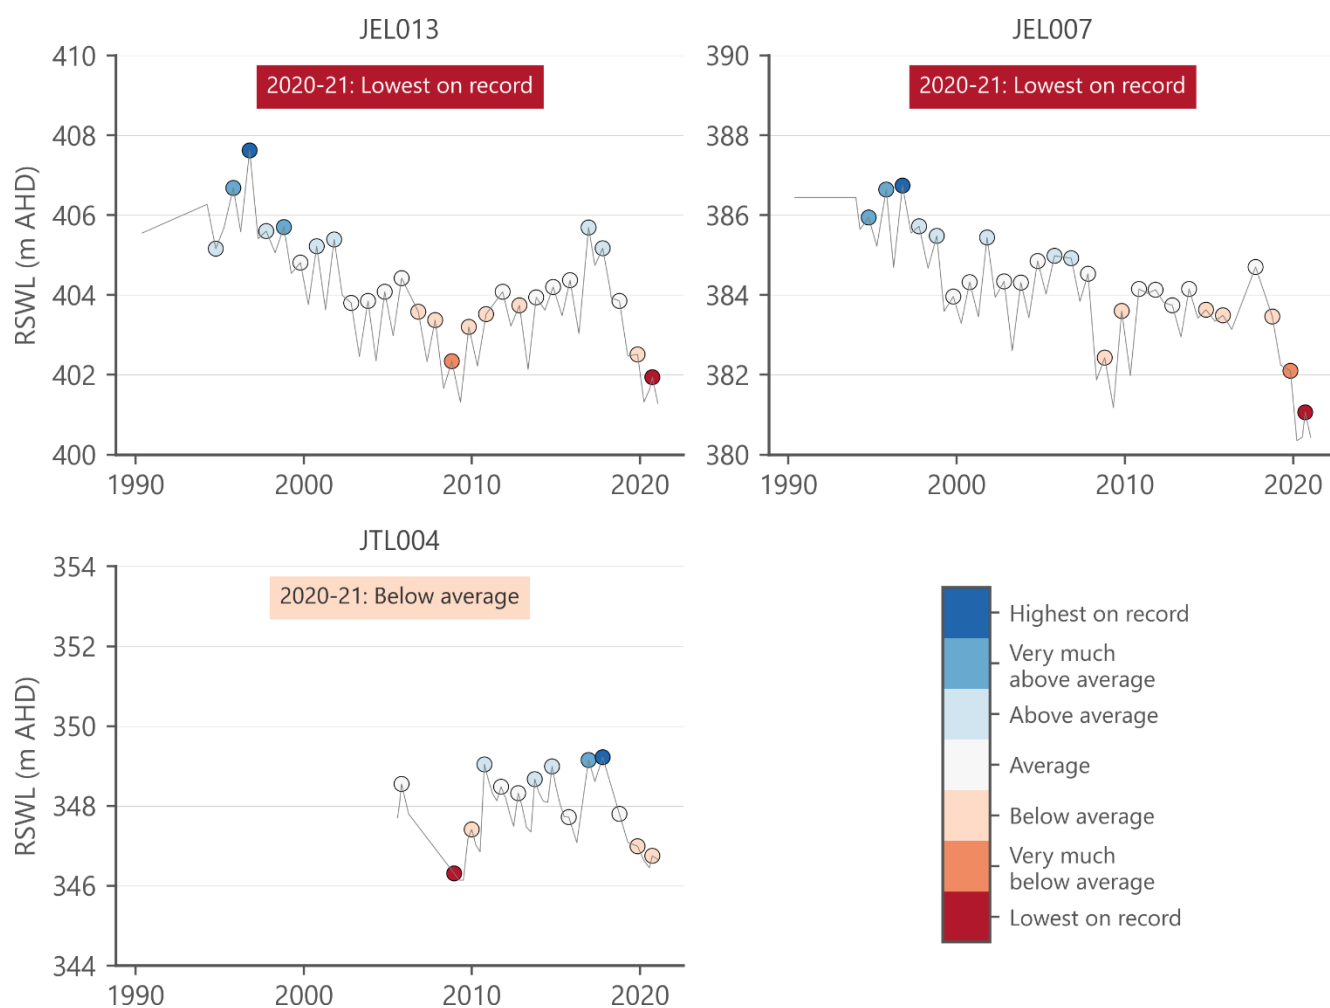 JEL013
2020-21: Lowest on record
RSWL (m AHD)
410
408
406
404
402
400
1990
2000
2010
2020
JEL007
2020-21: Lowest on record
390
388
386
384
382
380
1990
2000
2010
2020
JTL004
2020-21: Below average
RSWL (m AHD)
354
352
350
348
346
344
1990
2000
2010
2020
Highest on record
Very much
above average
Above average
Average
Below average
Very much
below average
Lowest on record